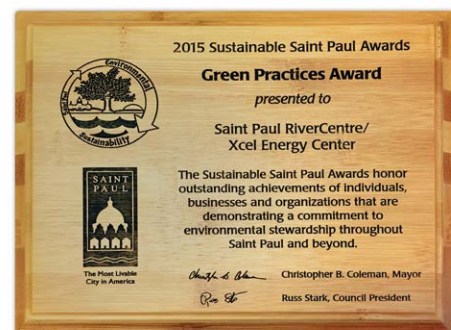 2015 Sustainable Saint Paul Awards
Green Practices Award
presented to
Saint Paul RiverCentre/
Xcel Energy Center
The Sustainable Saint Paul Awards honor
outstanding achievements of individuals,
businesses and organizations that are
demonstrating a commitment to
environmental stewardship throughout
Saint Paul and beyond.
Christopher B. Coleman, Mayor
Russ Stark, Council President
Environmental
Sustainability
SAINT
PAUL
The Most Livable
City in America